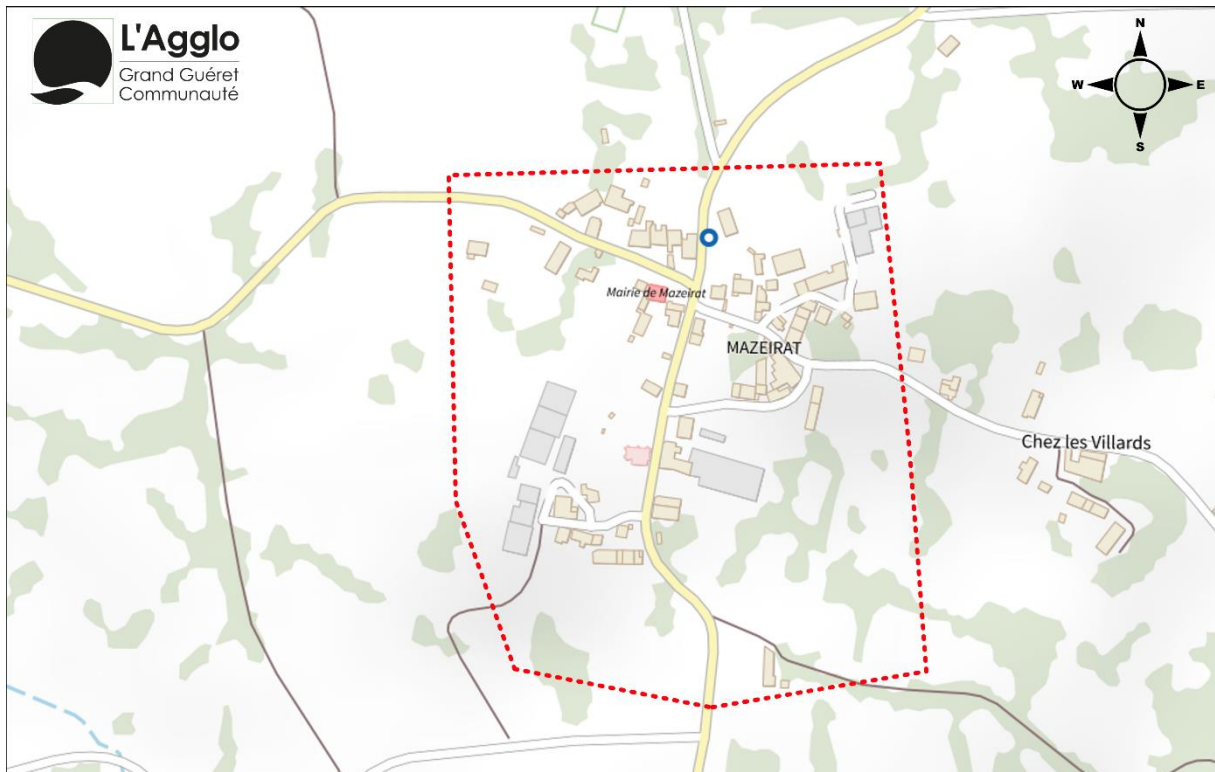 L'Agglo
Grand Guéret
Communauté
N
W
E
S
Mairie de Mazeirat
MAZEIRAT
Chez les Villards